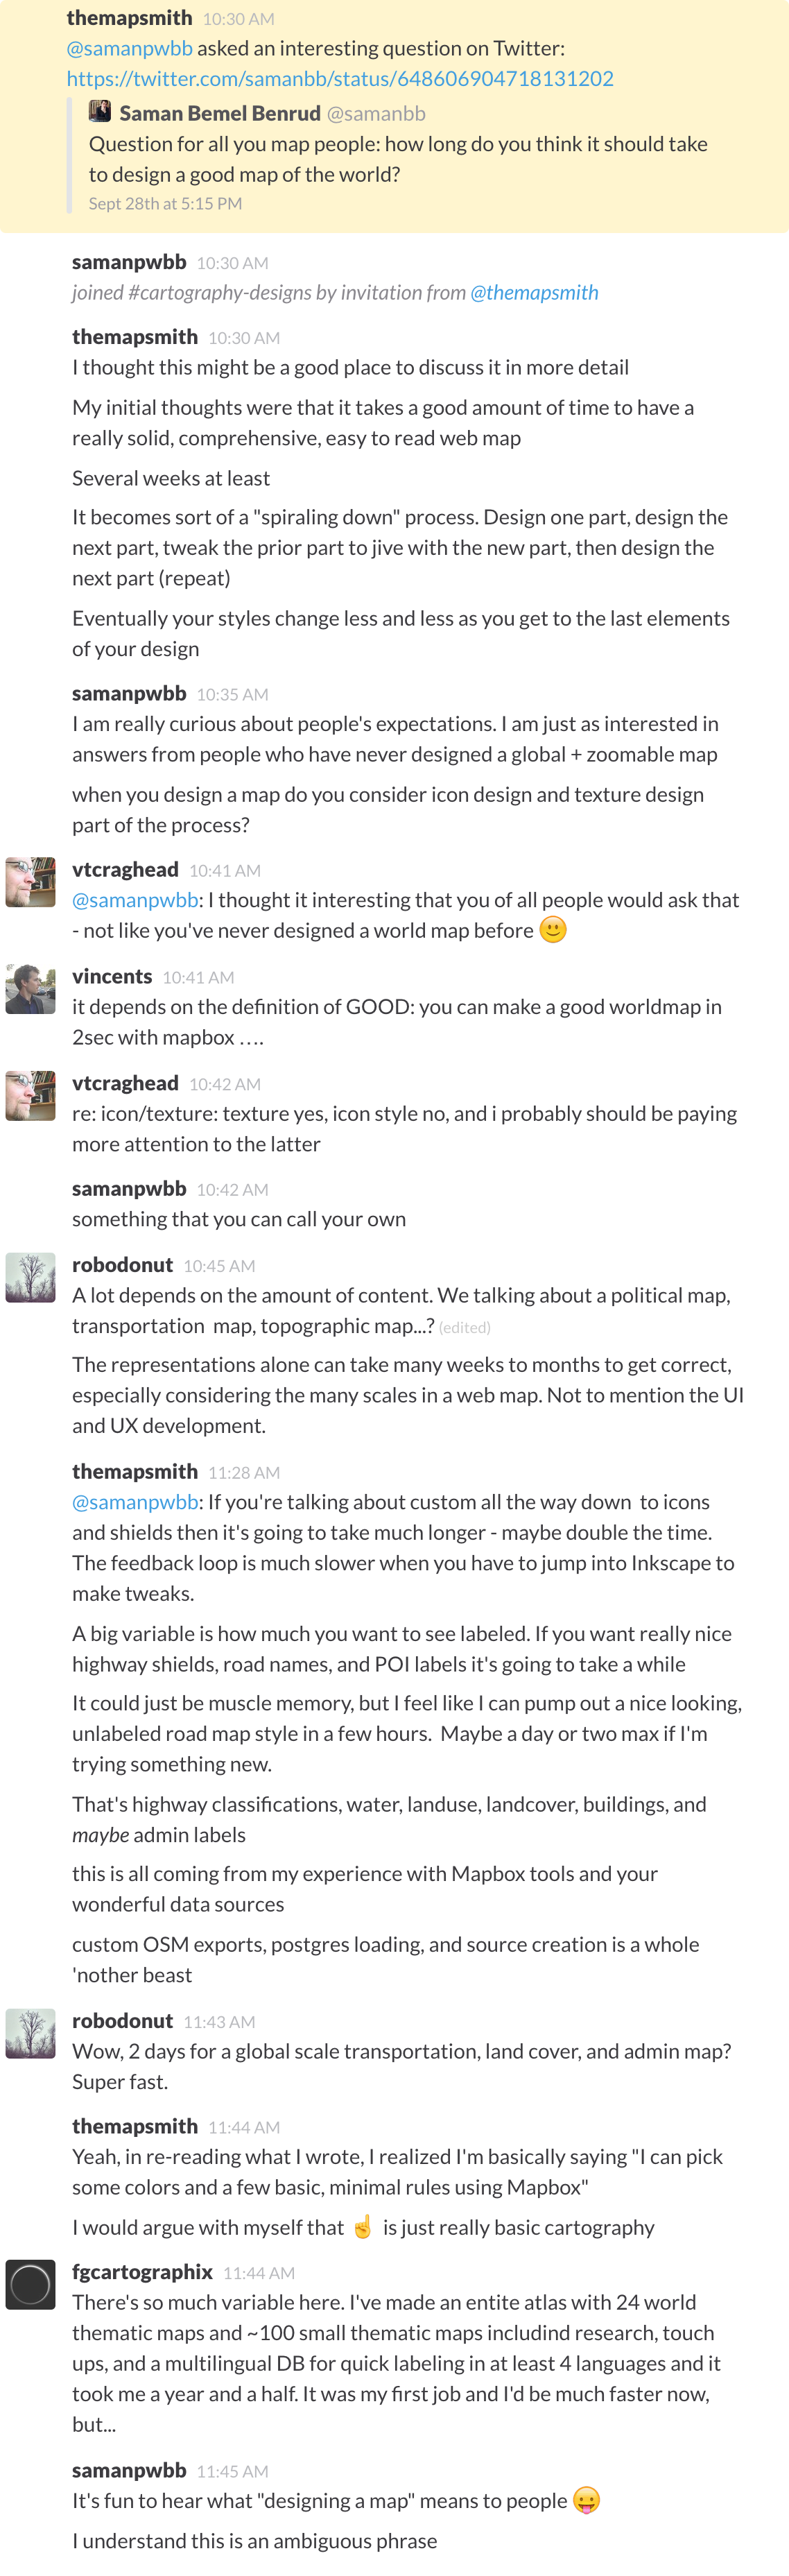 themapsmith 10:30 AM
@samanpwbb asked an interesting question on Twitter:
https://twitter.com/samanbb/status/648606904718131202
Saman Bemel Benrud @samanbb
Question for all you map people: how long do you think it should take
to design a good map of the world?
Sept 28th at 5:15 PM
samanpwbb 10:30 AM
joined #cartography-designs by invitation from @themapsmith
themapsmith 10:30 AM
I thought this might be a good place to discuss it in more detail
My initial thoughts were that it takes a good amount of time to have a
really solid, comprehensive, easy to read web map
Several weeks at least
It becomes sort of a "spiraling down" process. Design one part, design the
next part, tweak the prior part to jive with the new part, then design the
next part (repeat)
Eventually your styles change less and less as you get to the last elements
of your design
samanpwbb 10:35 AM
I am really curious about people's expectations. I am just as interested in
answers from people who have never designed a global + zoomable map
when you design a map do you consider icon design and texture design
part of the process?
vtcraghead 10:41 AM
@samanpwbb: I thought it interesting that you of all people would ask that
- not like you've never designed a world map before 🙂
vincents 10:41 AM
it depends on the definition of GOOD: you can make a good worldmap in
2sec with mapbox ….
vtcraghead 10:42 AM
re: icon/texture: texture yes, icon style no, and i probably should be paying
more attention to the latter
samanpwbb 10:42 AM
something that you can call your own
robodonut 10:45 AM
A lot depends on the amount of content. We talking about a political map,
transportation map, topographic map...? (edited)
The representations alone can take many weeks to months to get correct,
especially considering the many scales in a web map. Not to mention the UI
and UX development.
themapsmith 11:28 AM
@samanpwbb: If you're talking about custom all the way down to icons
and shields then it's going to take much longer - maybe double the time.
The feedback loop is much slower when you have to jump into Inkscape to
make tweaks.
A big variable is how much you want to see labeled. If you want really nice
highway shields, road names, and POI labels it's going to take a while
It could just be muscle memory, but I feel like I can pump out a nice looking,
unlabeled road map style in a few hours. Maybe a day or two max if I'm
trying something new.
That's highway classifications, water, landuse, landcover, buildings, and
maybe admin labels
this is all coming from my experience with Mapbox tools and your
wonderful data sources
custom OSM exports, postgres loading, and source creation is a whole
'nother beast
robodonut 11:43 AM
Wow, 2 days for a global scale transportation, land cover, and admin map?
Super fast.
themapsmith 11:44 AM
Yeah, in re-reading what I wrote, I realized I'm basically saying "I can pick
some colors and a few basic, minimal rules using Mapbox"
I would argue with myself that ☝ is just really basic cartography
fgcartographix 11:44 AM
There's so much variable here. I've made an entite atlas with 24 world
thematic maps and ~100 small thematic maps includind research, touch
ups, and a multilingual DB for quick labeling in at least 4 languages and it
took me a year and a half. It was my first job and I'd be much faster now,
but...
samanpwbb 11:45 AM
It's fun to hear what "designing a map" means to people 😛
I understand this is an ambiguous phrase